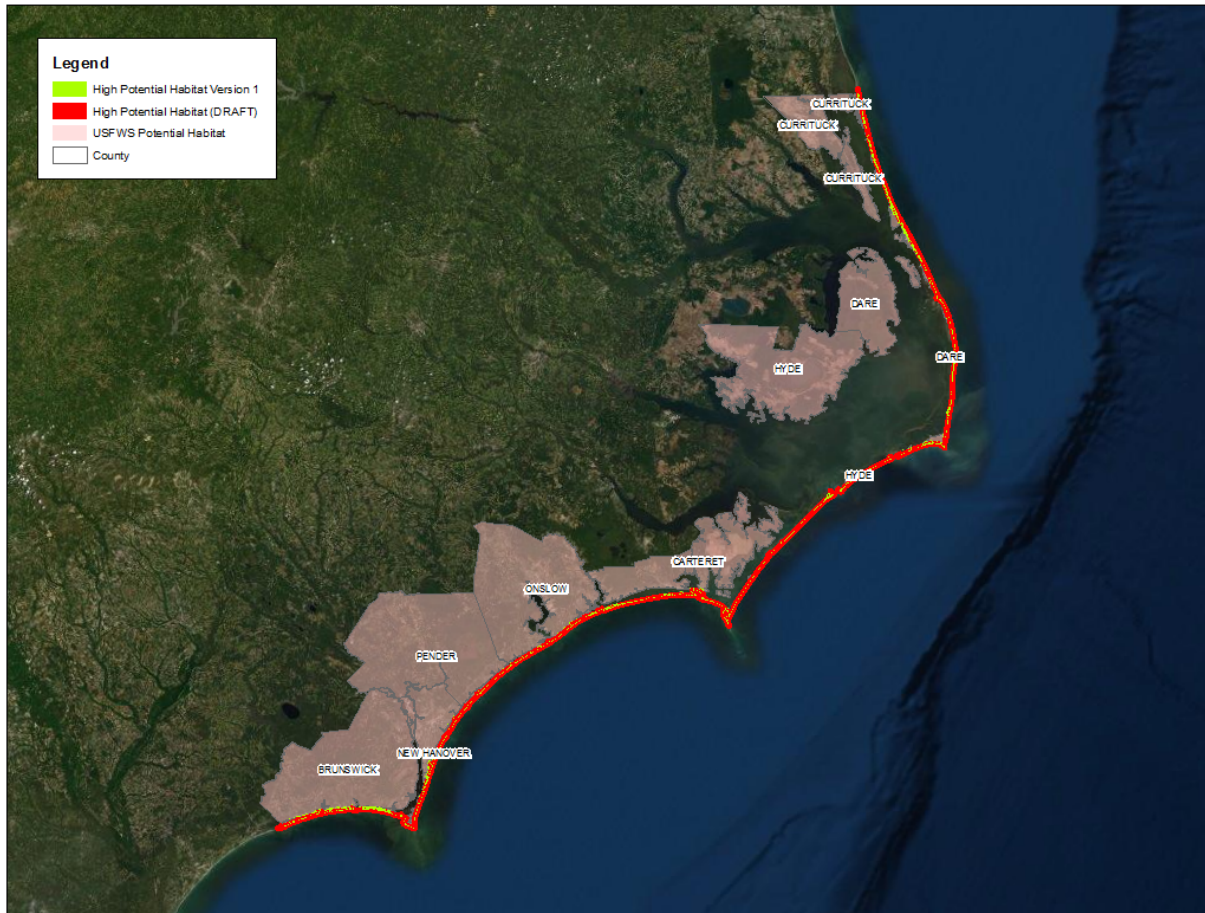 Legend
High Potential Habitat Version 1
High Potential Habitat (DRAFT)
USFWS Potential Habitat
County
CURRITUCK
CURRITUCK
CURRITUCK
DARE
DARE
HYDE
HYDE
CARTERET
ONSLOW
PENDER
NEW HANOVER
BRUNSWICK